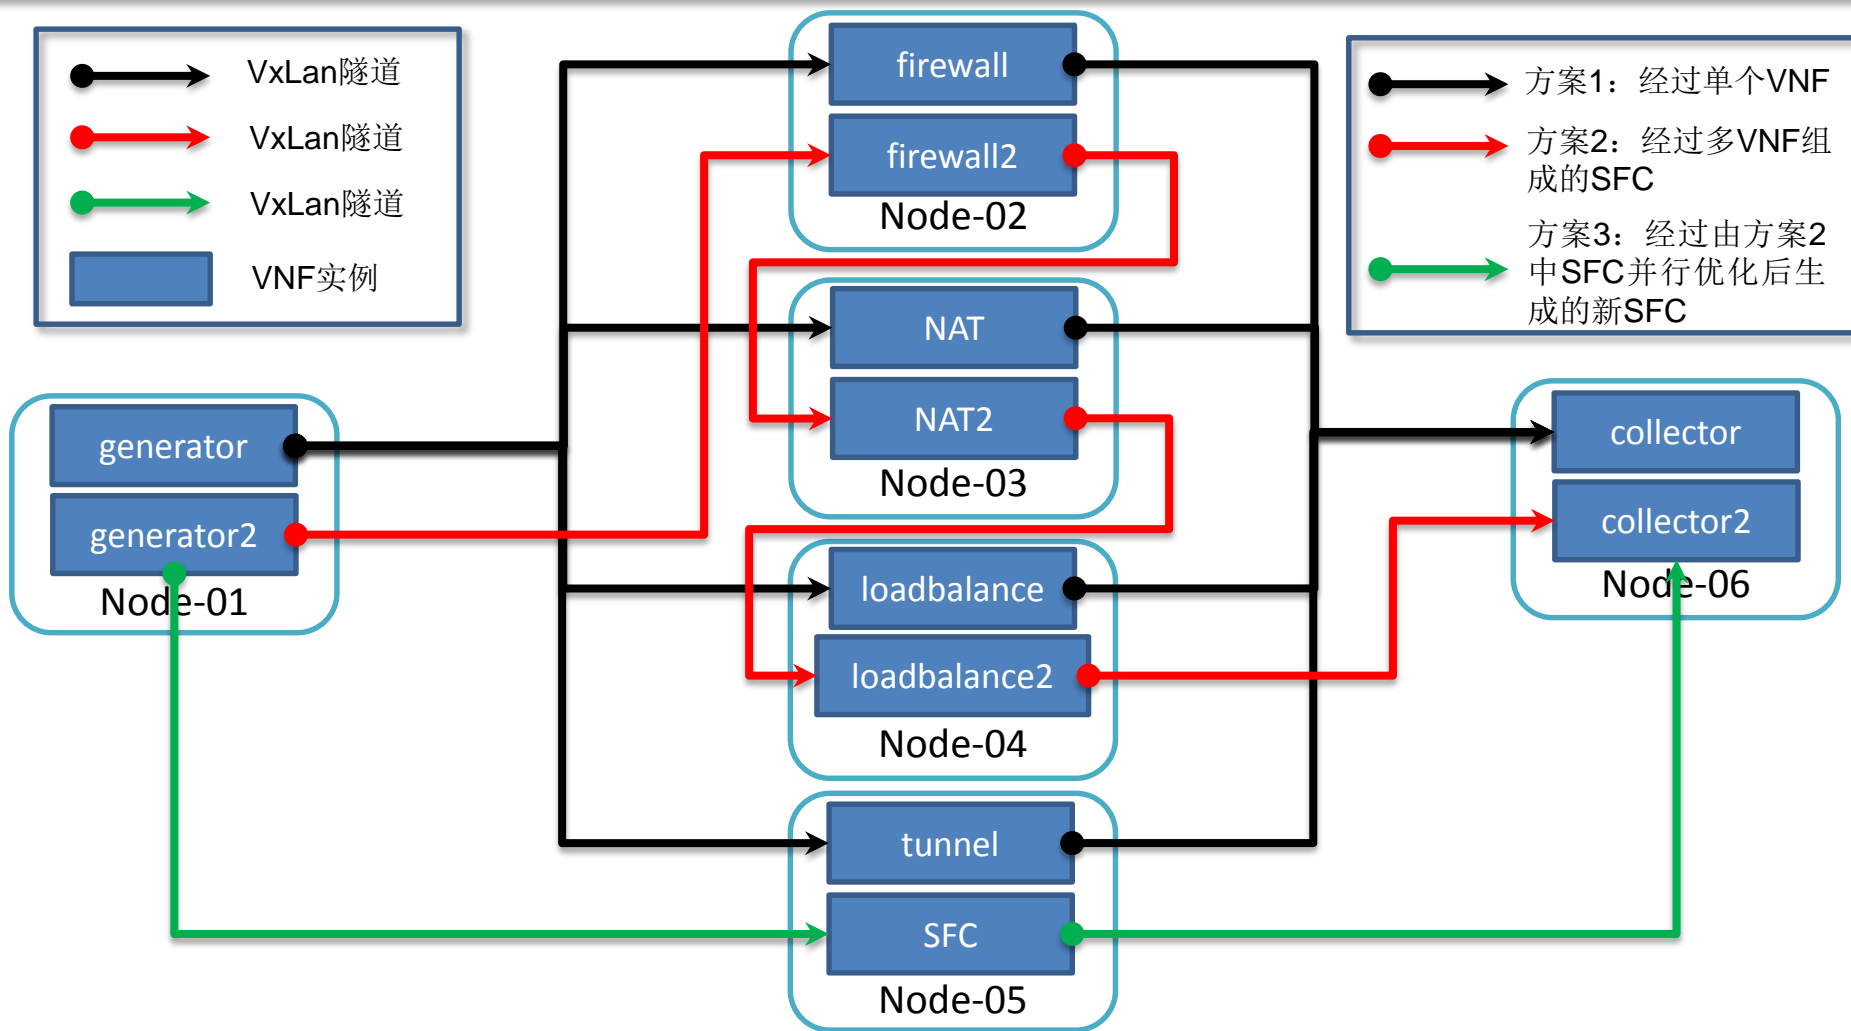 VxLan隧道
VxLan隧道
VxLan隧道
VNF实例
firewall
firewall2
Node-02
方案1：经过单个VNF
方案2：经过多VNF组
成的SFC
方案3：经过由方案2
中SFC并行优化后生
成的新SFC
NAT
NAT2
Node-03
generator
generator2
Node-01
collector
collector2
Node-06
loadbalance
loadbalance2
Node-04
tunnel
SFC
Node-05